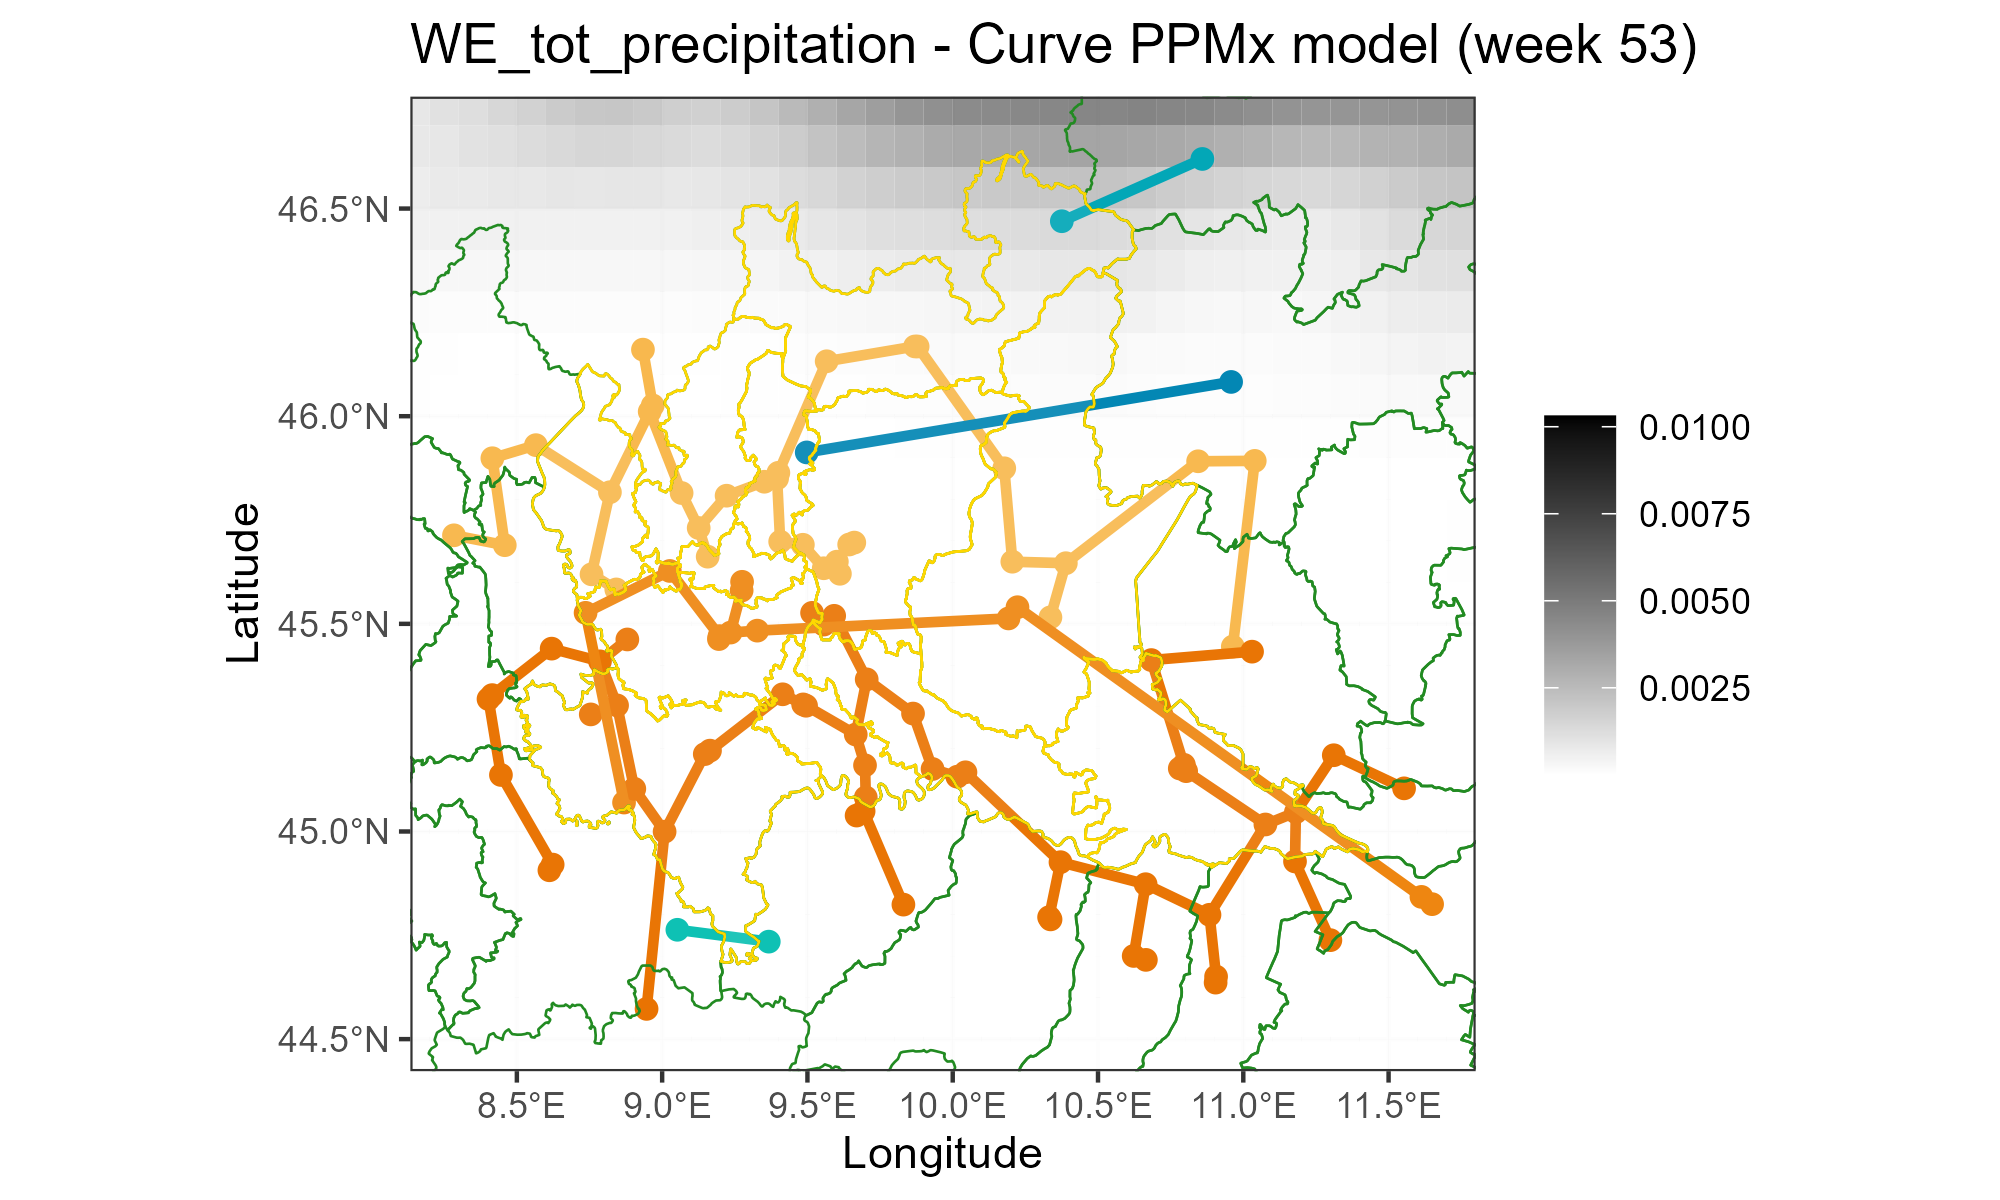 WE_tot_precipitation - Curve PPMx model (week 53)
46.5°N
46.0°N
45.5°N
45.0°N
44.5°N
Latitude
8.5°E 9.0°E 9.5°E 10.0°E 10.5°E 11.0°E 11.5°E
Longitude
0.0100
0.0075
0.0050
0.0025